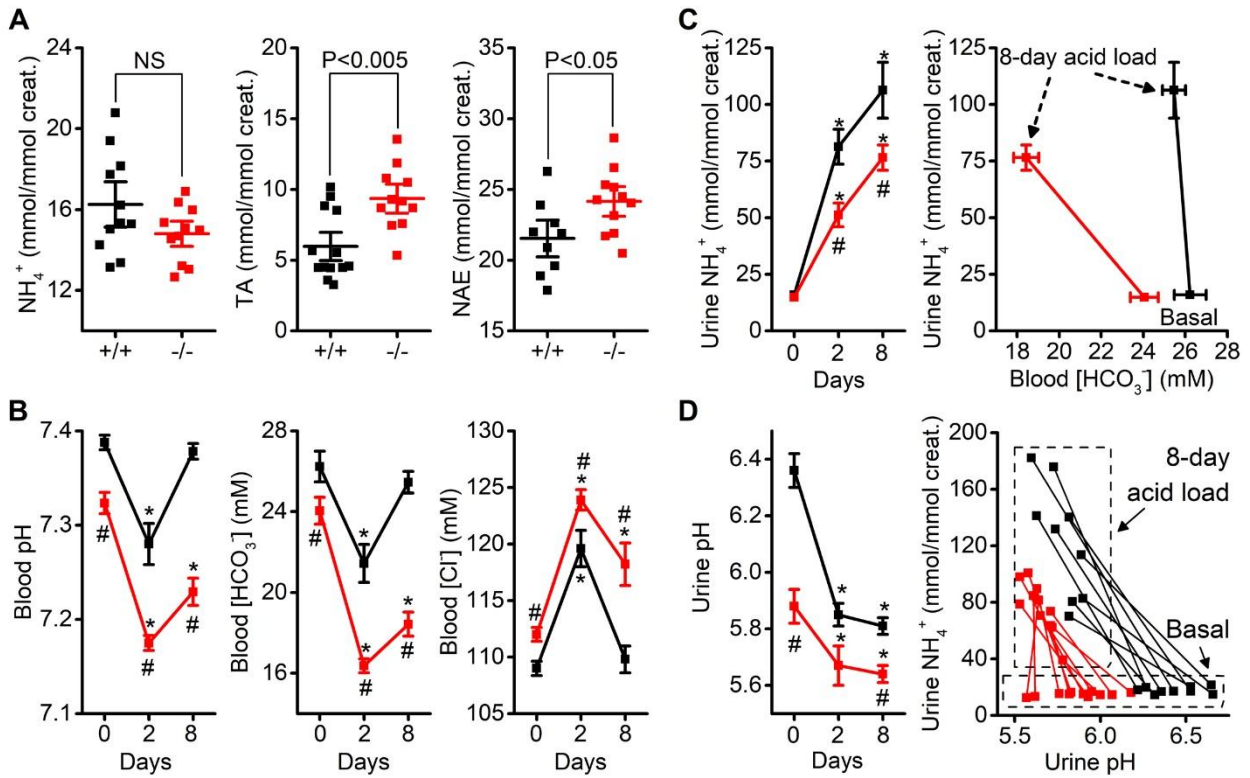 A
NH₄⁺ (mmol/mmol creat.)
24
20
16
12
NS
+/+
-/-
TA (mmol/mmol creat.)
20
15
10
5
0
P<0.005
+/+
-/-
NAE (mmol/mmol creat.)
35
30
25
20
15
P<0.05
+/+
-/-
B
Blood pH
7.4
7.3
7.2
7.1
#
*
*
#
*
#
0 2 8
Days
Blood [HCO₃⁻] (mM)
28
24
20
16
#
*
*
#
*
#
0 2 8
Days
Blood [Cl⁻] (mM)
130
125
120
115
110
105
#
#
*
*
#
*
0 2 8
Days
C
Urine NH₄⁺ (mmol/mmol creat.)
125
100
75
50
25
0
*
*
*
#
*
#
0 2 8
Days
Urine NH₄⁺ (mmol/mmol creat.)
125
100
75
50
25
0
8-day acid load
Basal
18 20 22 24 26 28
Blood [HCO₃⁻] (mM)
D
Urine pH
6.4
6.2
6.0
5.8
5.6
#
*
*
*
*
#
0 2 8
Days
Urine NH₄⁺ (mmol/mmol creat.)
200
160
120
80
40
0
8-day
acid load
Basal
5.5 6.0 6.5
Urine pH